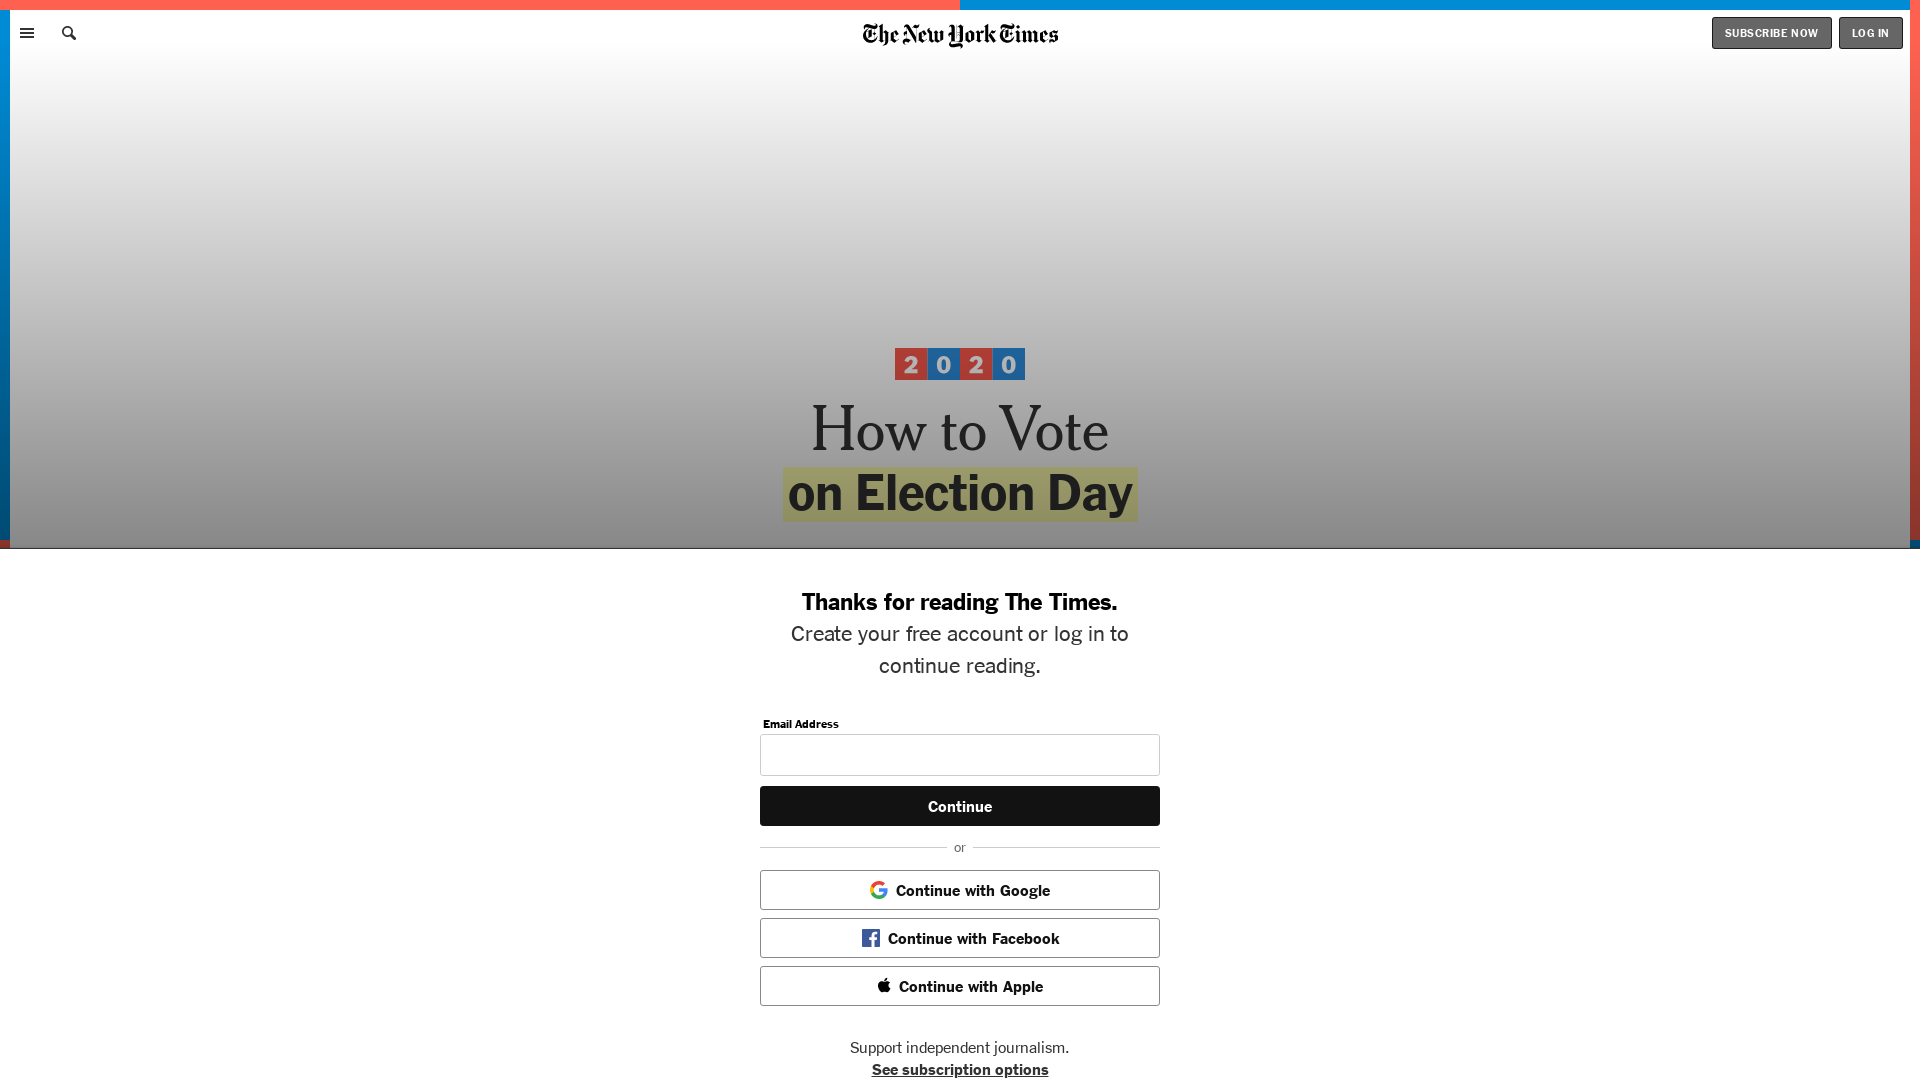 The New York Times
SUBSCRIBE NOW
LOG IN
2020
How to Vote
on Election Day
Thanks for reading The Times.
Create your free account or log in to
continue reading.
Email Address
Continue
or
Continue with Google
Continue with Facebook
Continue with Apple
Support independent journalism.
See subscription options